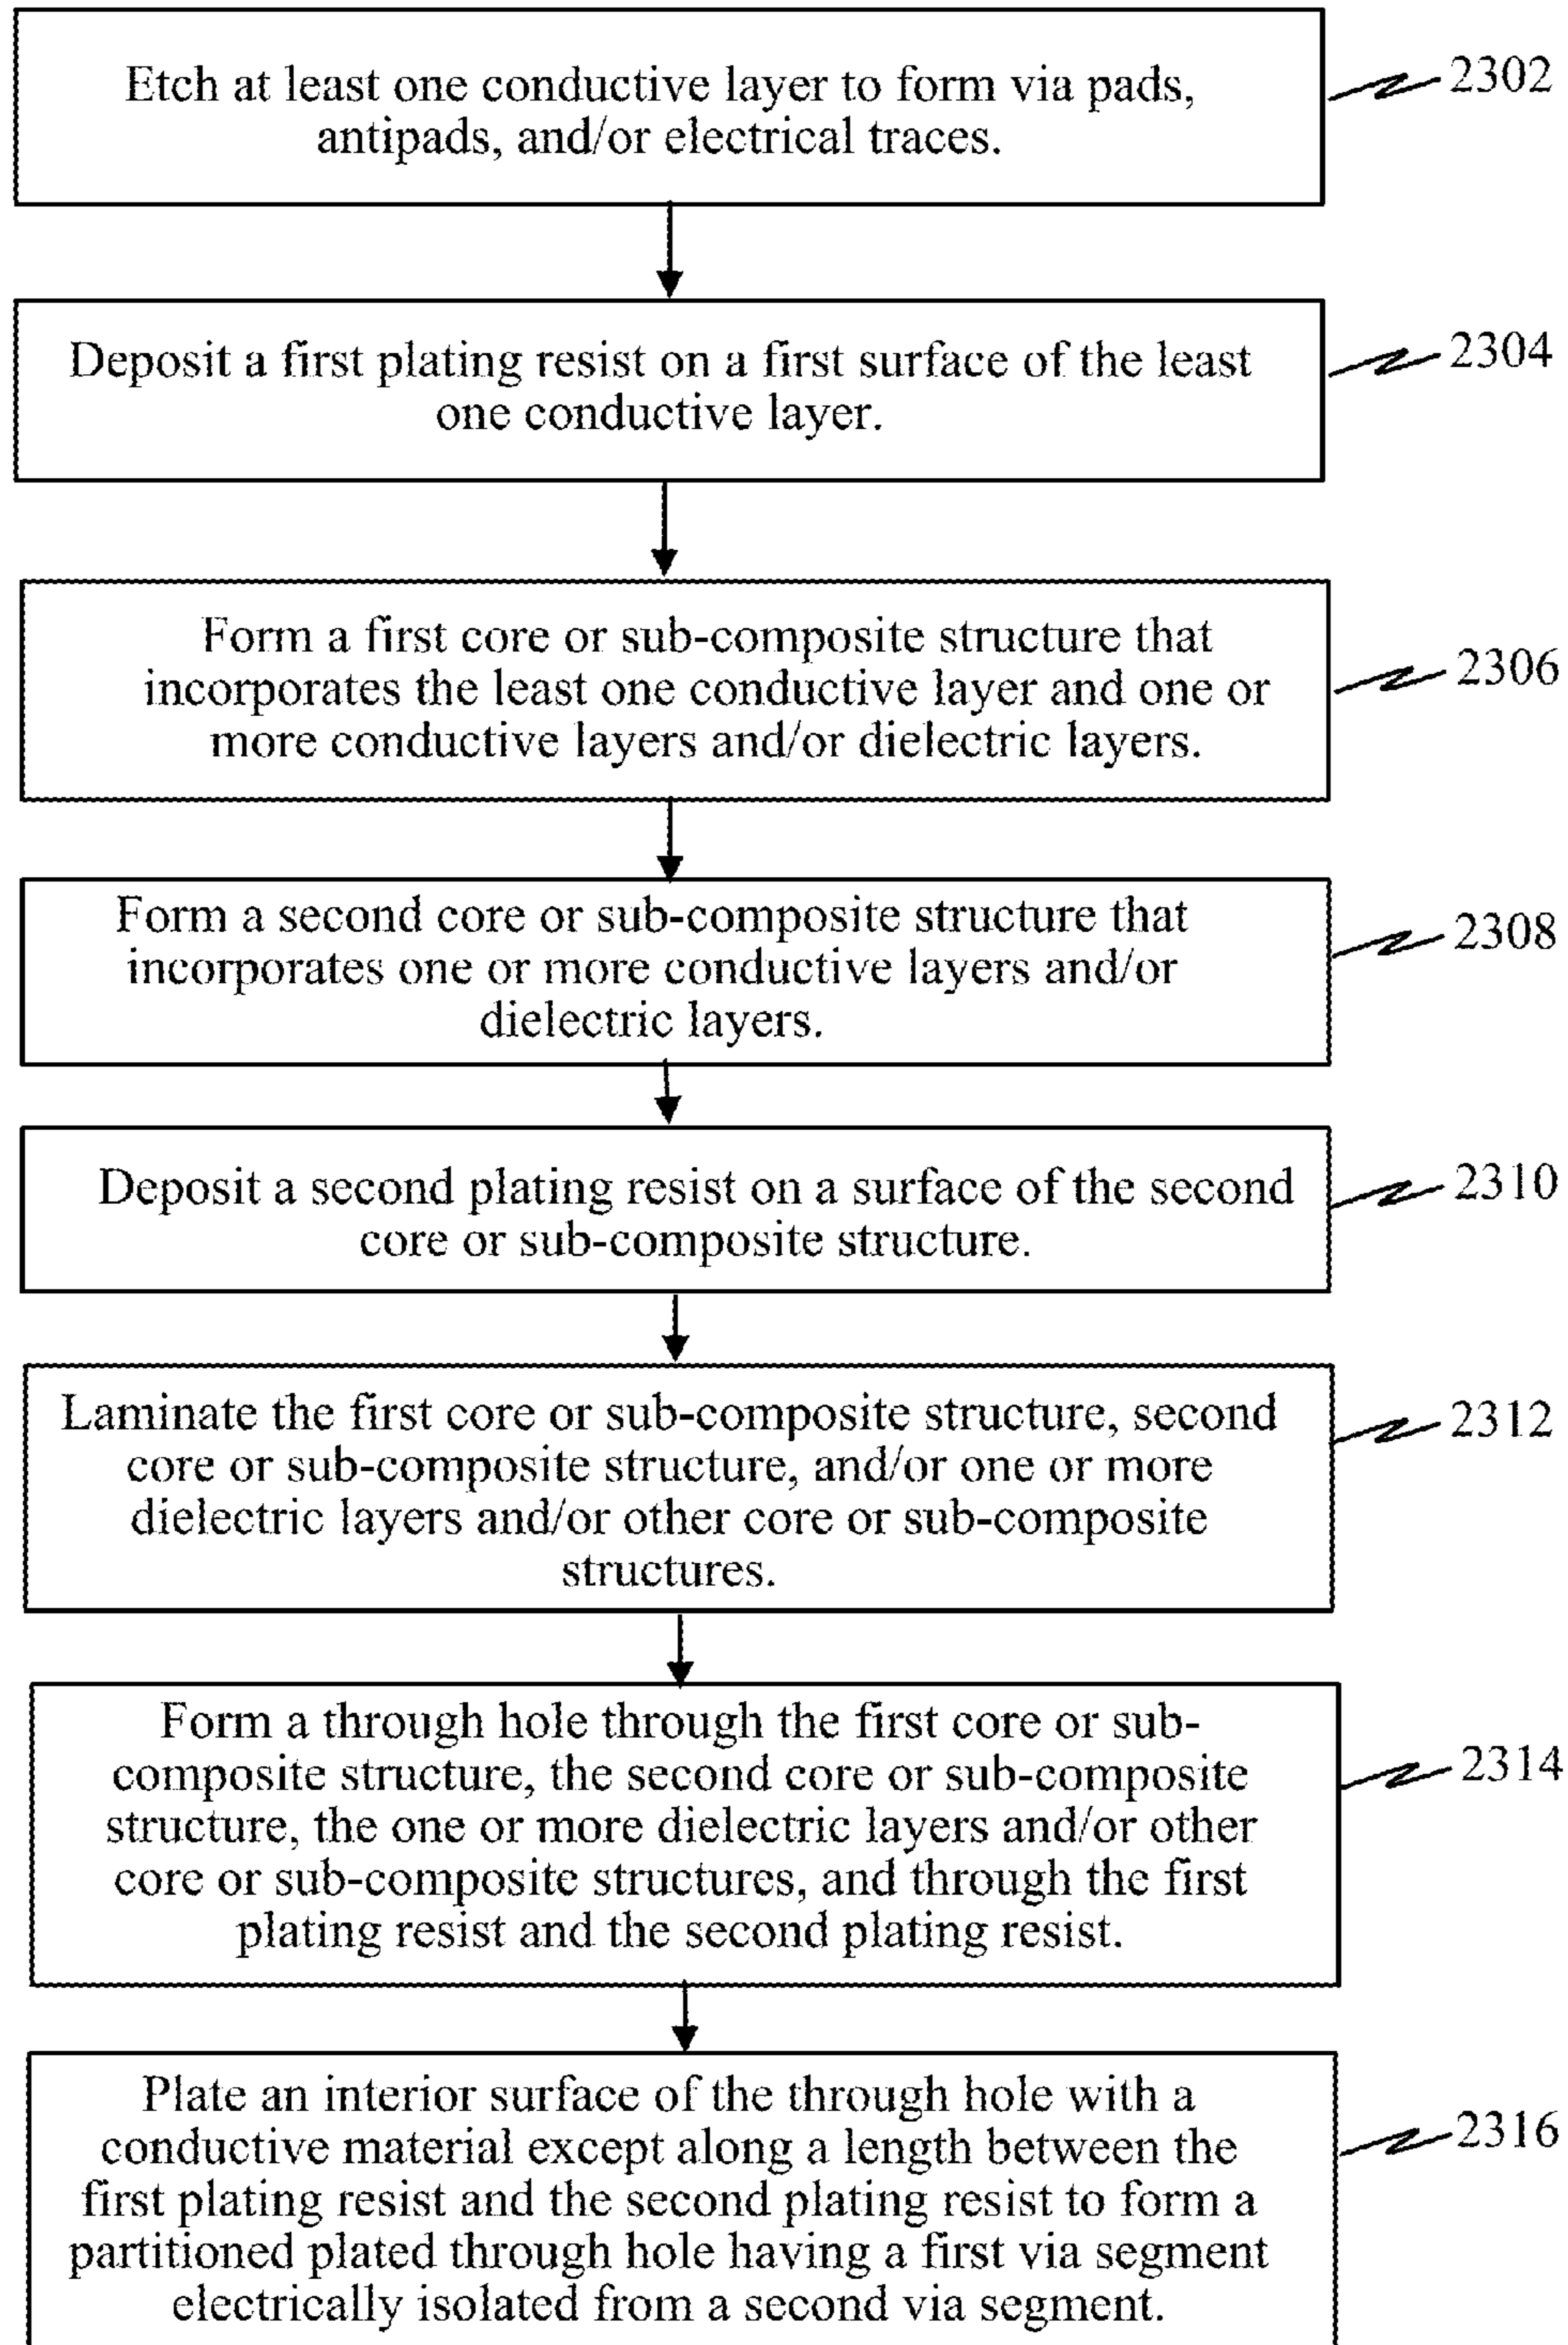 Etch at least one conductive layer to form via pads,
antipads, and/or electrical traces.
2302
Deposit a first plating resist on a first surface of the least
one conductive layer.
2304
Form a first core or sub-composite structure that
incorporates the least one conductive layer and one or
more conductive layers and/or dielectric layers.
2306
Form a second core or sub-composite structure that
incorporates one or more conductive layers and/or
dielectric layers.
2308
Deposit a second plating resist on a surface of the second
core or sub-composite structure.
2310
Laminate the first core or sub-composite structure, second
core or sub-composite structure, and/or one or more
dielectric layers and/or other core or sub-composite
structures.
2312
Form a through hole through the first core or sub-
composite structure, the second core or sub-composite
structure, the one or more dielectric layers and/or other
core or sub-composite structures, and through the first
plating resist and the second plating resist.
2314
Plate an interior surface of the through hole with a
conductive material except along a length between the
first plating resist and the second plating resist to form a
partitioned plated through hole having a first via segment
electrically isolated from a second via segment.
2316